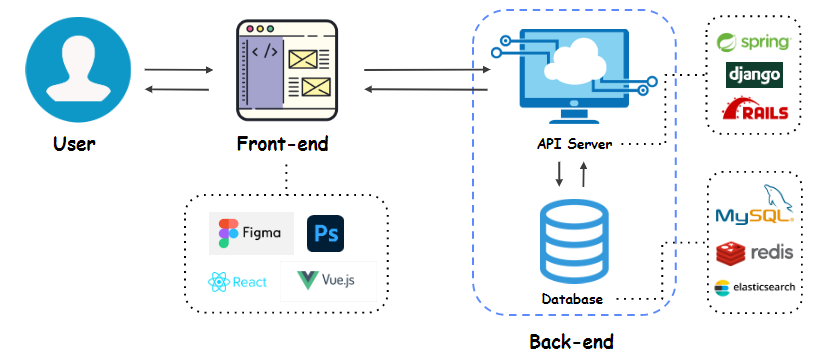 </>
spring
django
RAILS
User
Front-end
API Server
Figma
Ps
React
Vue.js
MySQL®
redis
elasticsearch
Database
Back-end